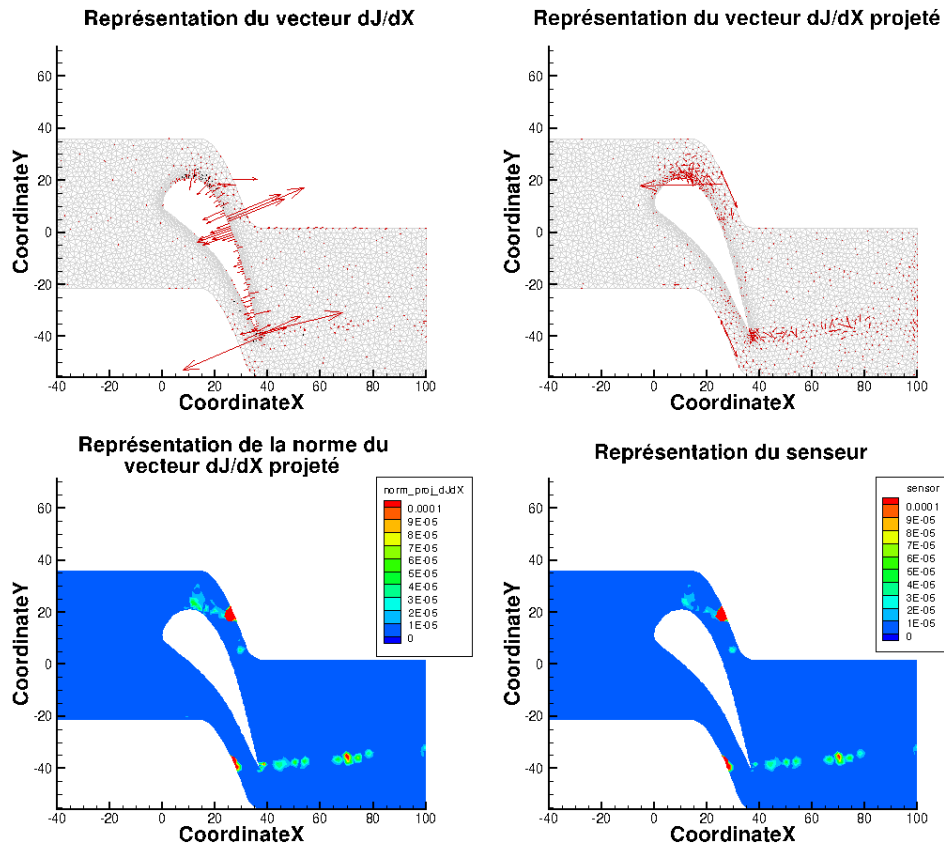 Représentation du vecteur dJ/dX
CoordinateY
60
40
20
0
-20
-40
-40
-20
0
20
40
60
80
100
CoordinateX
Représentation du vecteur dJ/dX projeté
CoordinateY
60
40
20
0
-20
-40
-40
-20
0
20
40
60
80
100
CoordinateX
Représentation de la norme du
vecteur dJ/dX projeté
norm_proj_dJdX
0.0001
9E-05
8E-05
7E-05
6E-05
5E-05
4E-05
3E-05
2E-05
1E-05
0
CoordinateY
60
40
20
0
-20
-40
-40
-20
0
20
40
60
80
100
CoordinateX
Représentation du senseur
sensor
0.0001
9E-05
8E-05
7E-05
6E-05
5E-05
4E-05
3E-05
2E-05
1E-05
0
CoordinateY
60
40
20
0
-20
-40
-40
-20
0
20
40
60
80
100
CoordinateX